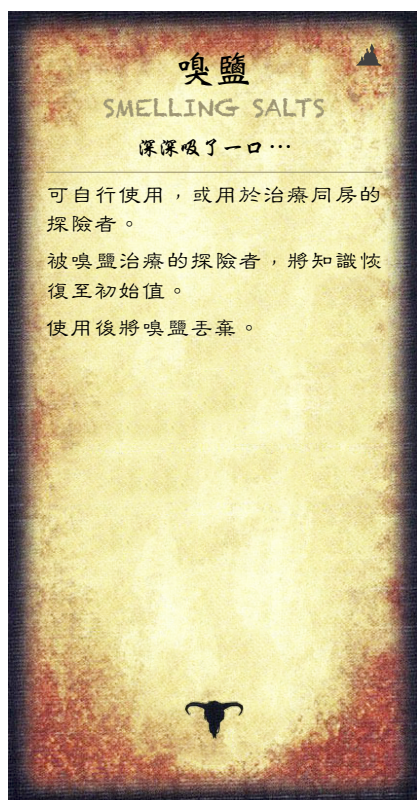 嗅鹽
SMELLING SALTS
深深吸了一口…
可自行使用，或用於治療同房的
探險者。
被嗅鹽治療的探險者，將知識恢
復至初始值。
使用後將嗅鹽丟棄。